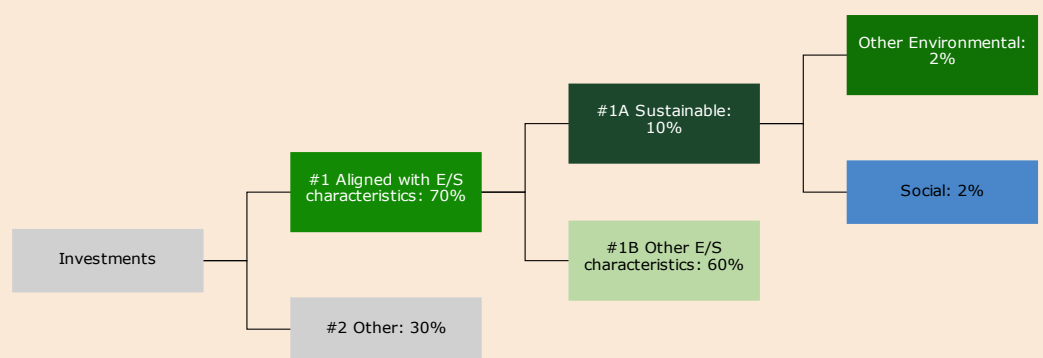 Other Environmental:
2%
#1A Sustainable:
10%
#1 Aligned with E/S
characteristics: 70%
Social: 2%
#1B Other E/S
characteristics: 60%
Investments
#2 Other: 30%